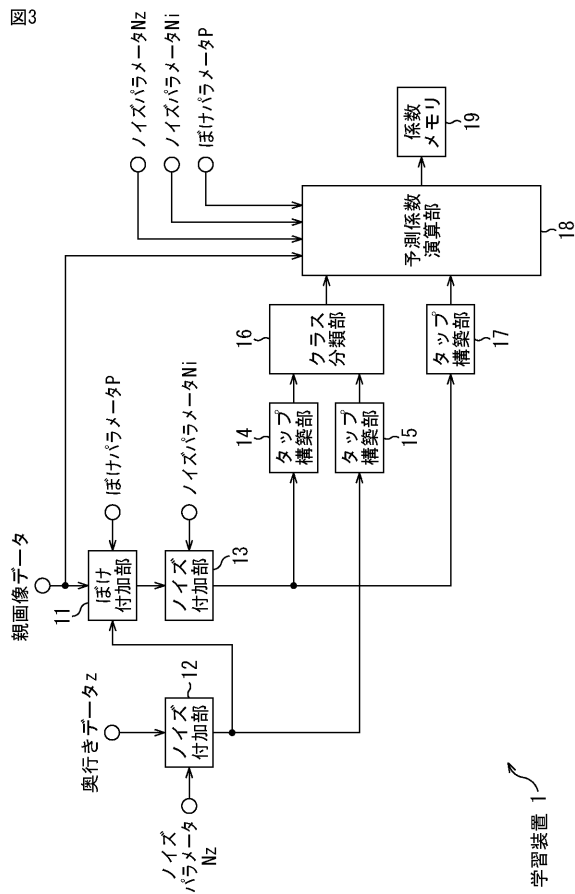 図3
親画像データ
奥行きデータz
ノイズ
パラメータ
Nz
ノイズ
付加部
12
ぼけ
付加部
11
ぼけパラメータP
ノイズ
付加部
13
ノイズパラメータNi
タップ
構築部
14
タップ
構築部
15
クラス
分類部
16
タップ
構築部
17
ノイズパラメータNz
ノイズパラメータNi
ぼけパラメータP
予測係数
演算部
18
係数
メモリ
19
学習装置 1